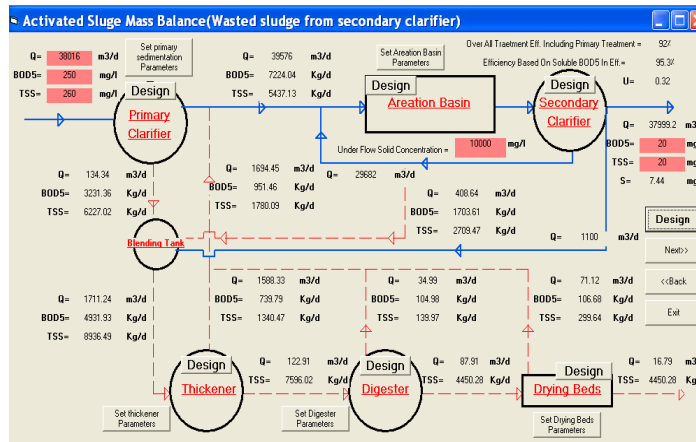 Activated Sluge Mass Balance(Wasted sludge from secondary clarifier)
Q= 38016 m3/d
BOD5= 250 mg/l
TSS= 260 mg/l
Set primary
sedimentation
Parameters
Design
Primary
Clarifier
39576 m3/d
7224.04 Kg/d
5437.13 Kg/d
Set Areation Basin
Parameters
Design
Areation Basin
Over All Traetment Eff. Including Primary Treatment = 92%
Efficiency Based On Soluble BOD5 In Eff.= 95.3%
U= 0.32
Design
Secondary
Clarifier
Q= 37999.2 m3
BOD5= 20 mg
TSS= 20 mg
S= 7.44 mg
Under Flow Solid Concentration = 10000 mg/l
Q= 134.34 m3/d
BOD5= 3231.36 Kg/d
TSS= 6227.02 Kg/d
Q= 1694.45 m3/d
BOD5= 951.46 Kg/d
TSS= 1780.09 Kg/d
Q= 29682
Q= 408.64 m3/d
BOD5= 1703.61 Kg/d
TSS= 2709.47 Kg/d
Blending Tank
Q= 1100 m3/d
Design
Next>>
<<Back
Exit
Q= 1711.24 m3/d
BOD5= 4931.93 Kg/d
TSS= 8936.49 Kg/d
Q= 1588.33 m3/d
BOD5= 739.79 Kg/d
TSS= 1340.47 Kg/d
Q= 34.99 m3/d
BOD5= 104.98 Kg/d
TSS= 139.97 Kg/d
Q= 71.12 m3/d
BOD5= 106.68 Kg/d
TSS= 299.64 Kg/d
Design
Thickener
Q= 122.91 m3/d
TSS= 7596.02 Kg/d
Design
Digester
Q= 87.91 m3/d
TSS= 4450.28 Kg/d
Design
Drying Beds
Q= 16.79 m3/d
TSS= 4450.28 Kg/d
Set thickener
Parameters
Set Digester
Parameters
Set Drying Beds
Parameters